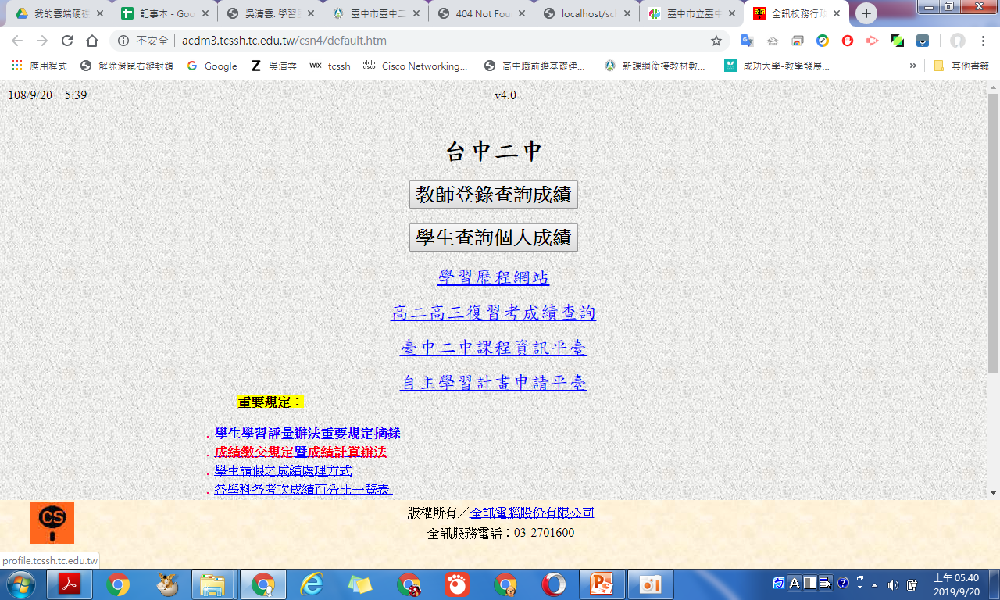 我的雲端硬碟
記事本 - Goo
吳清雲: 學習
臺中市臺中二
404 Not Fou
localhost/sch
臺中市立臺中
全訊校務行政
不安全 acdm3.tcssh.tc.edu.tw/csn4/default.htm
應用程式 解除滑鼠右鍵封鎖 Google 吳清雲 WIX tcssh Cisco Networking... 高中職前瞻基礎建... 新課綱銜接教材數... 成功大學-教學發展... » 其他書籤
108/9/20 5:39 v4.0
台中二中
教師登錄查詢成績
學生查詢個人成績
學習歷程網站
高二高三復習考成績查詢
臺中二中課程資訊平臺
自主學習計畫申請平臺
重要規定：
學生學習評量辦法重要規定摘錄
成績繳交規定暨成績計算辦法
學生請假之成績處理方式
各學科各考次成績百分比一覽表
CS
版權所有／全訊電腦股份有限公司
全訊服務電話：03-2701600
profile.tcssh.tc.edu.tw
上午 05:40
2019/9/20